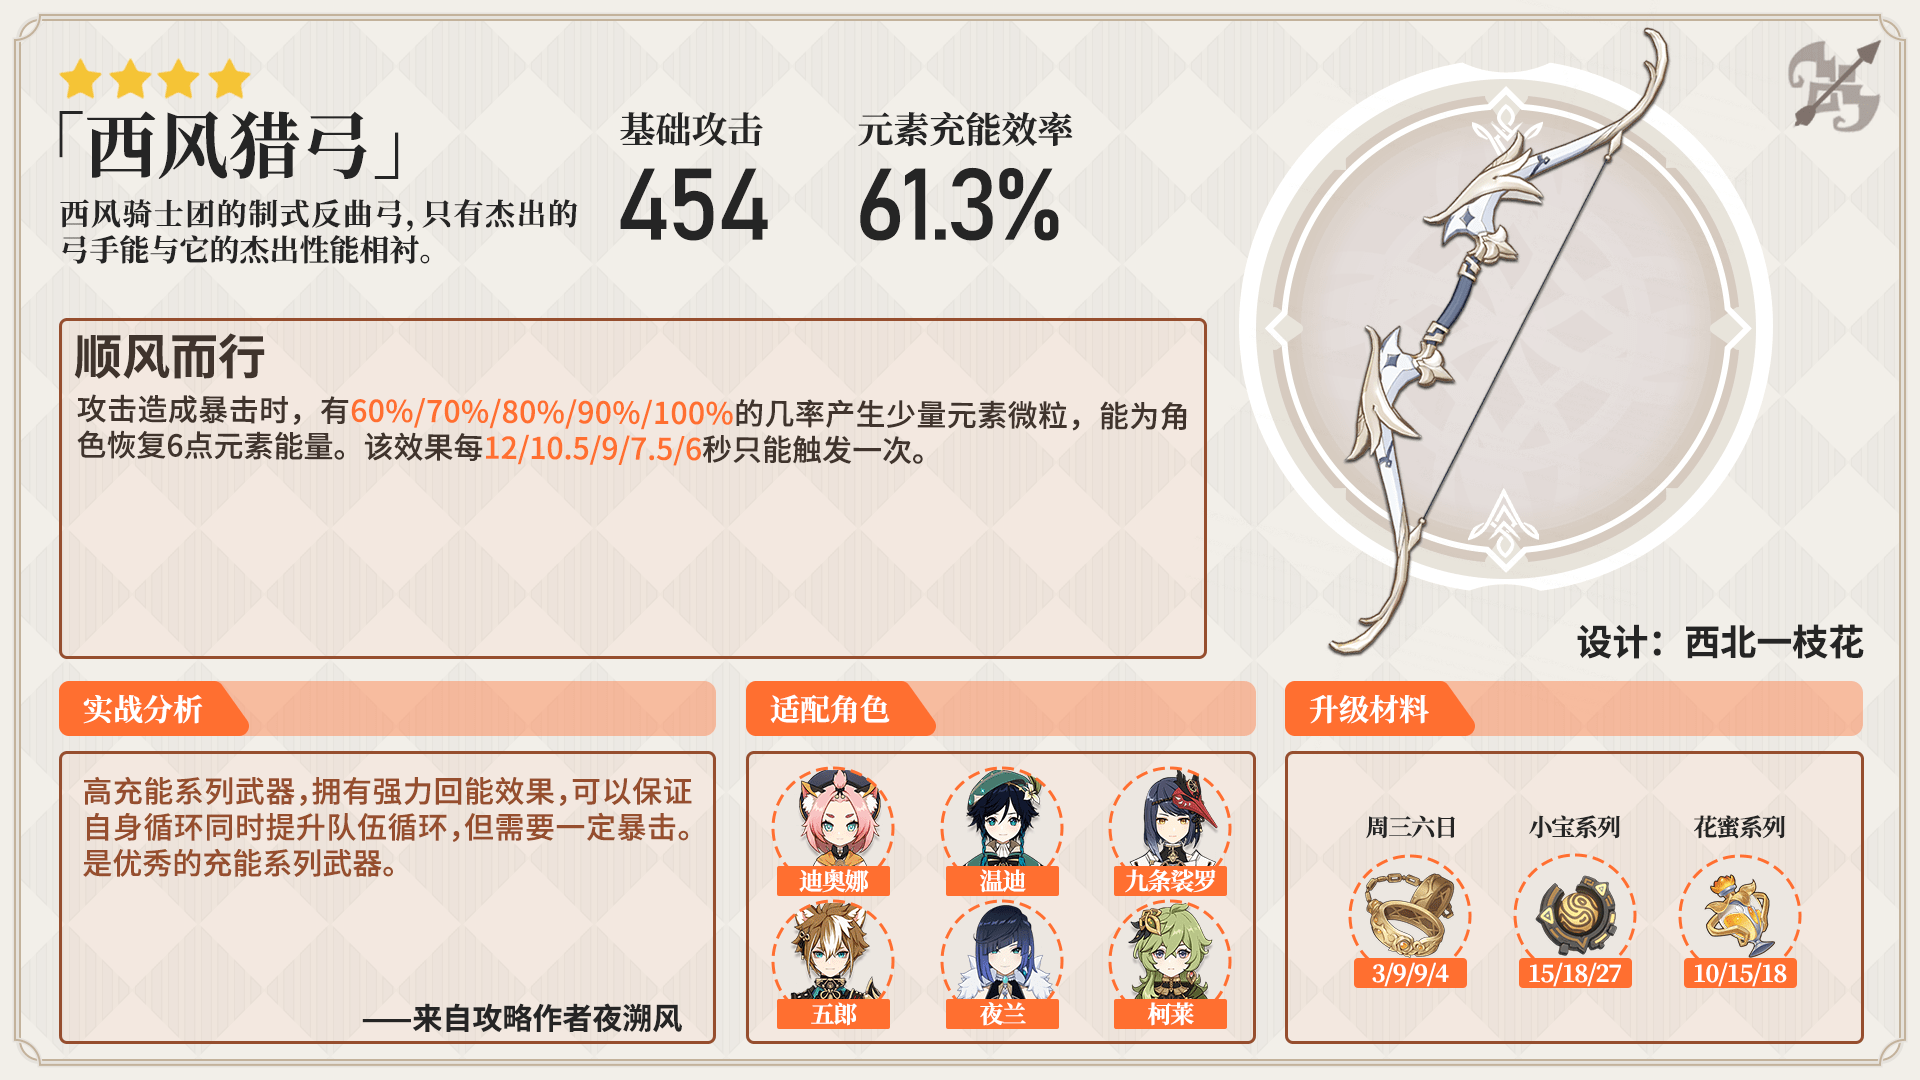 「西风猎弓」
西风骑士团的制式反曲弓，只有杰出的
弓手能与它的杰出性能相衬。
基础攻击
454
元素充能效率
61.3%
顺风而行
攻击造成暴击时，有60%/70%/80%/90%/100%的几率产生少量元素微粒，能为角
色恢复6点元素能量。该效果每12/10.5/9/7.5/6秒只能触发一次。
设计：西北一枝花
实战分析
高充能系列武器，拥有强力回能效果，可以保证
自身循环同时提升队伍循环，但需要一定暴击。
是优秀的充能系列武器。
——来自攻略作者夜溯风
适配角色
迪奥娜
温迪
九条裟罗
五郎
夜兰
柯莱
升级材料
周三六日
小宝系列
花蜜系列
3/9/9/4
15/18/27
10/15/18